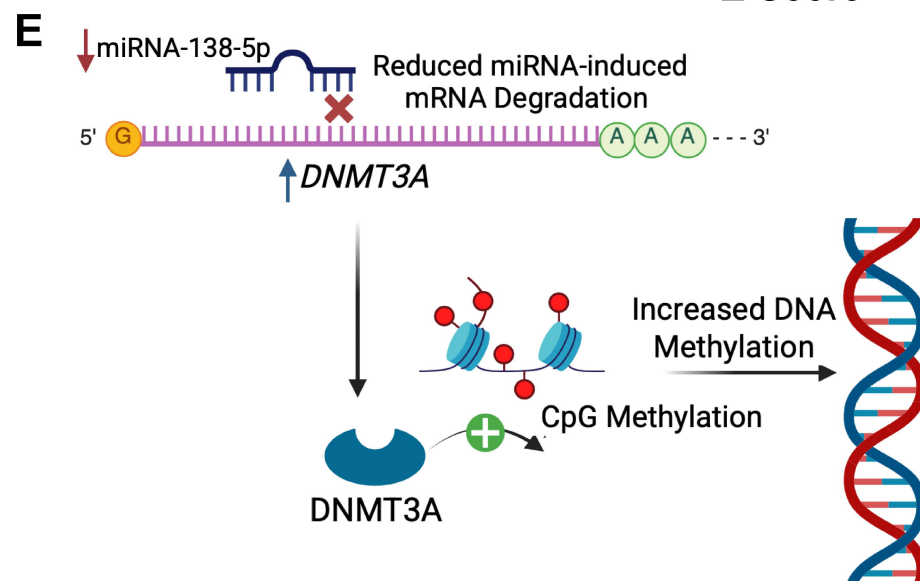 E
miRNA-138-5p
Reduced miRNA-induced
mRNA Degradation
5' G A A A - - - 3'
DNMT3A
Increased DNA
Methylation
CpG Methylation
DNMT3A